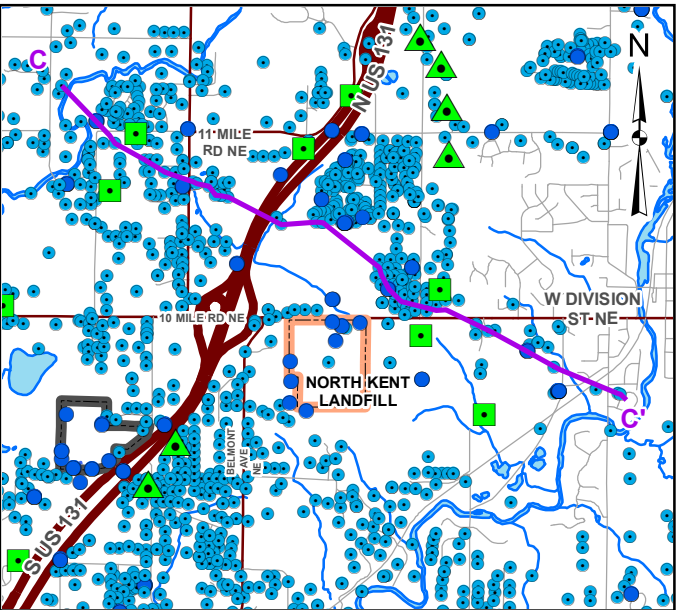 C
N US 131
N
11 MILE
RD NE
W DIVISION
ST NE
10 MILE RD NE
NORTH KENT
LANDFILL
C'
BELMONT
AVE
NE
S US 131